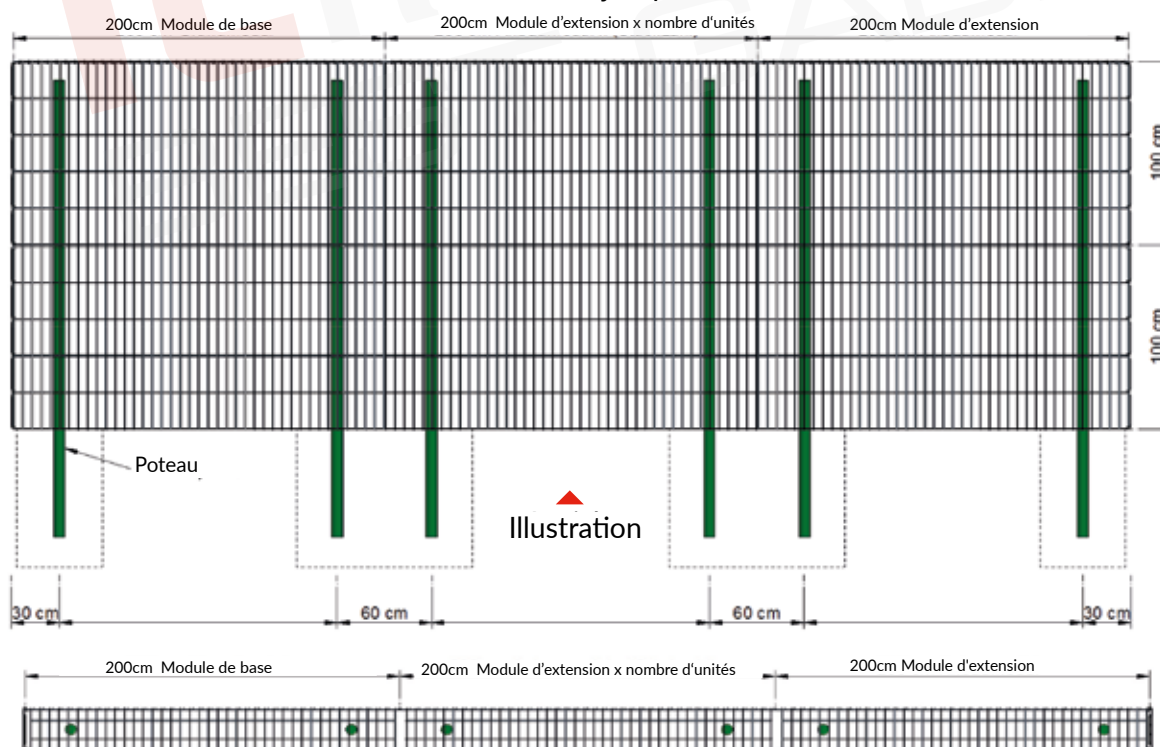 200cm Module de base
200cm Module d’extension x nombre d‘unités
200cm Module d’extension
100 cm
100 cm
Poteau
Illustration
30 cm
60 cm
60 cm
30 cm
200cm Module de base
200cm Module d’extension x nombre d‘unités
200cm Module d'extension